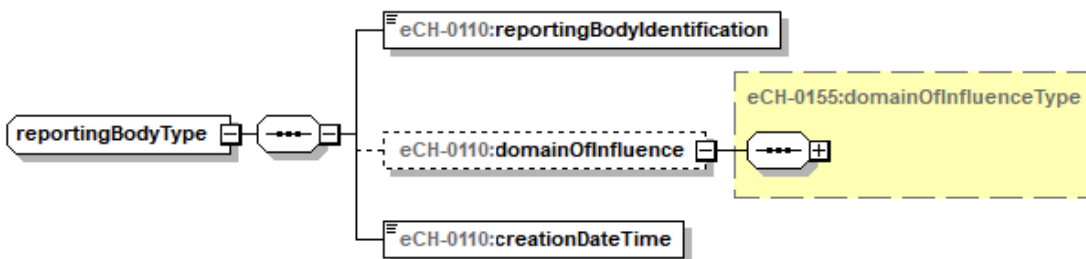 eCH-0110:reportingBodyIdentification
eCH-0155:domainOfInfluenceType
reportingBodyType
eCH-0110:domainOfInfluence
eCH-0110:creationDateTime